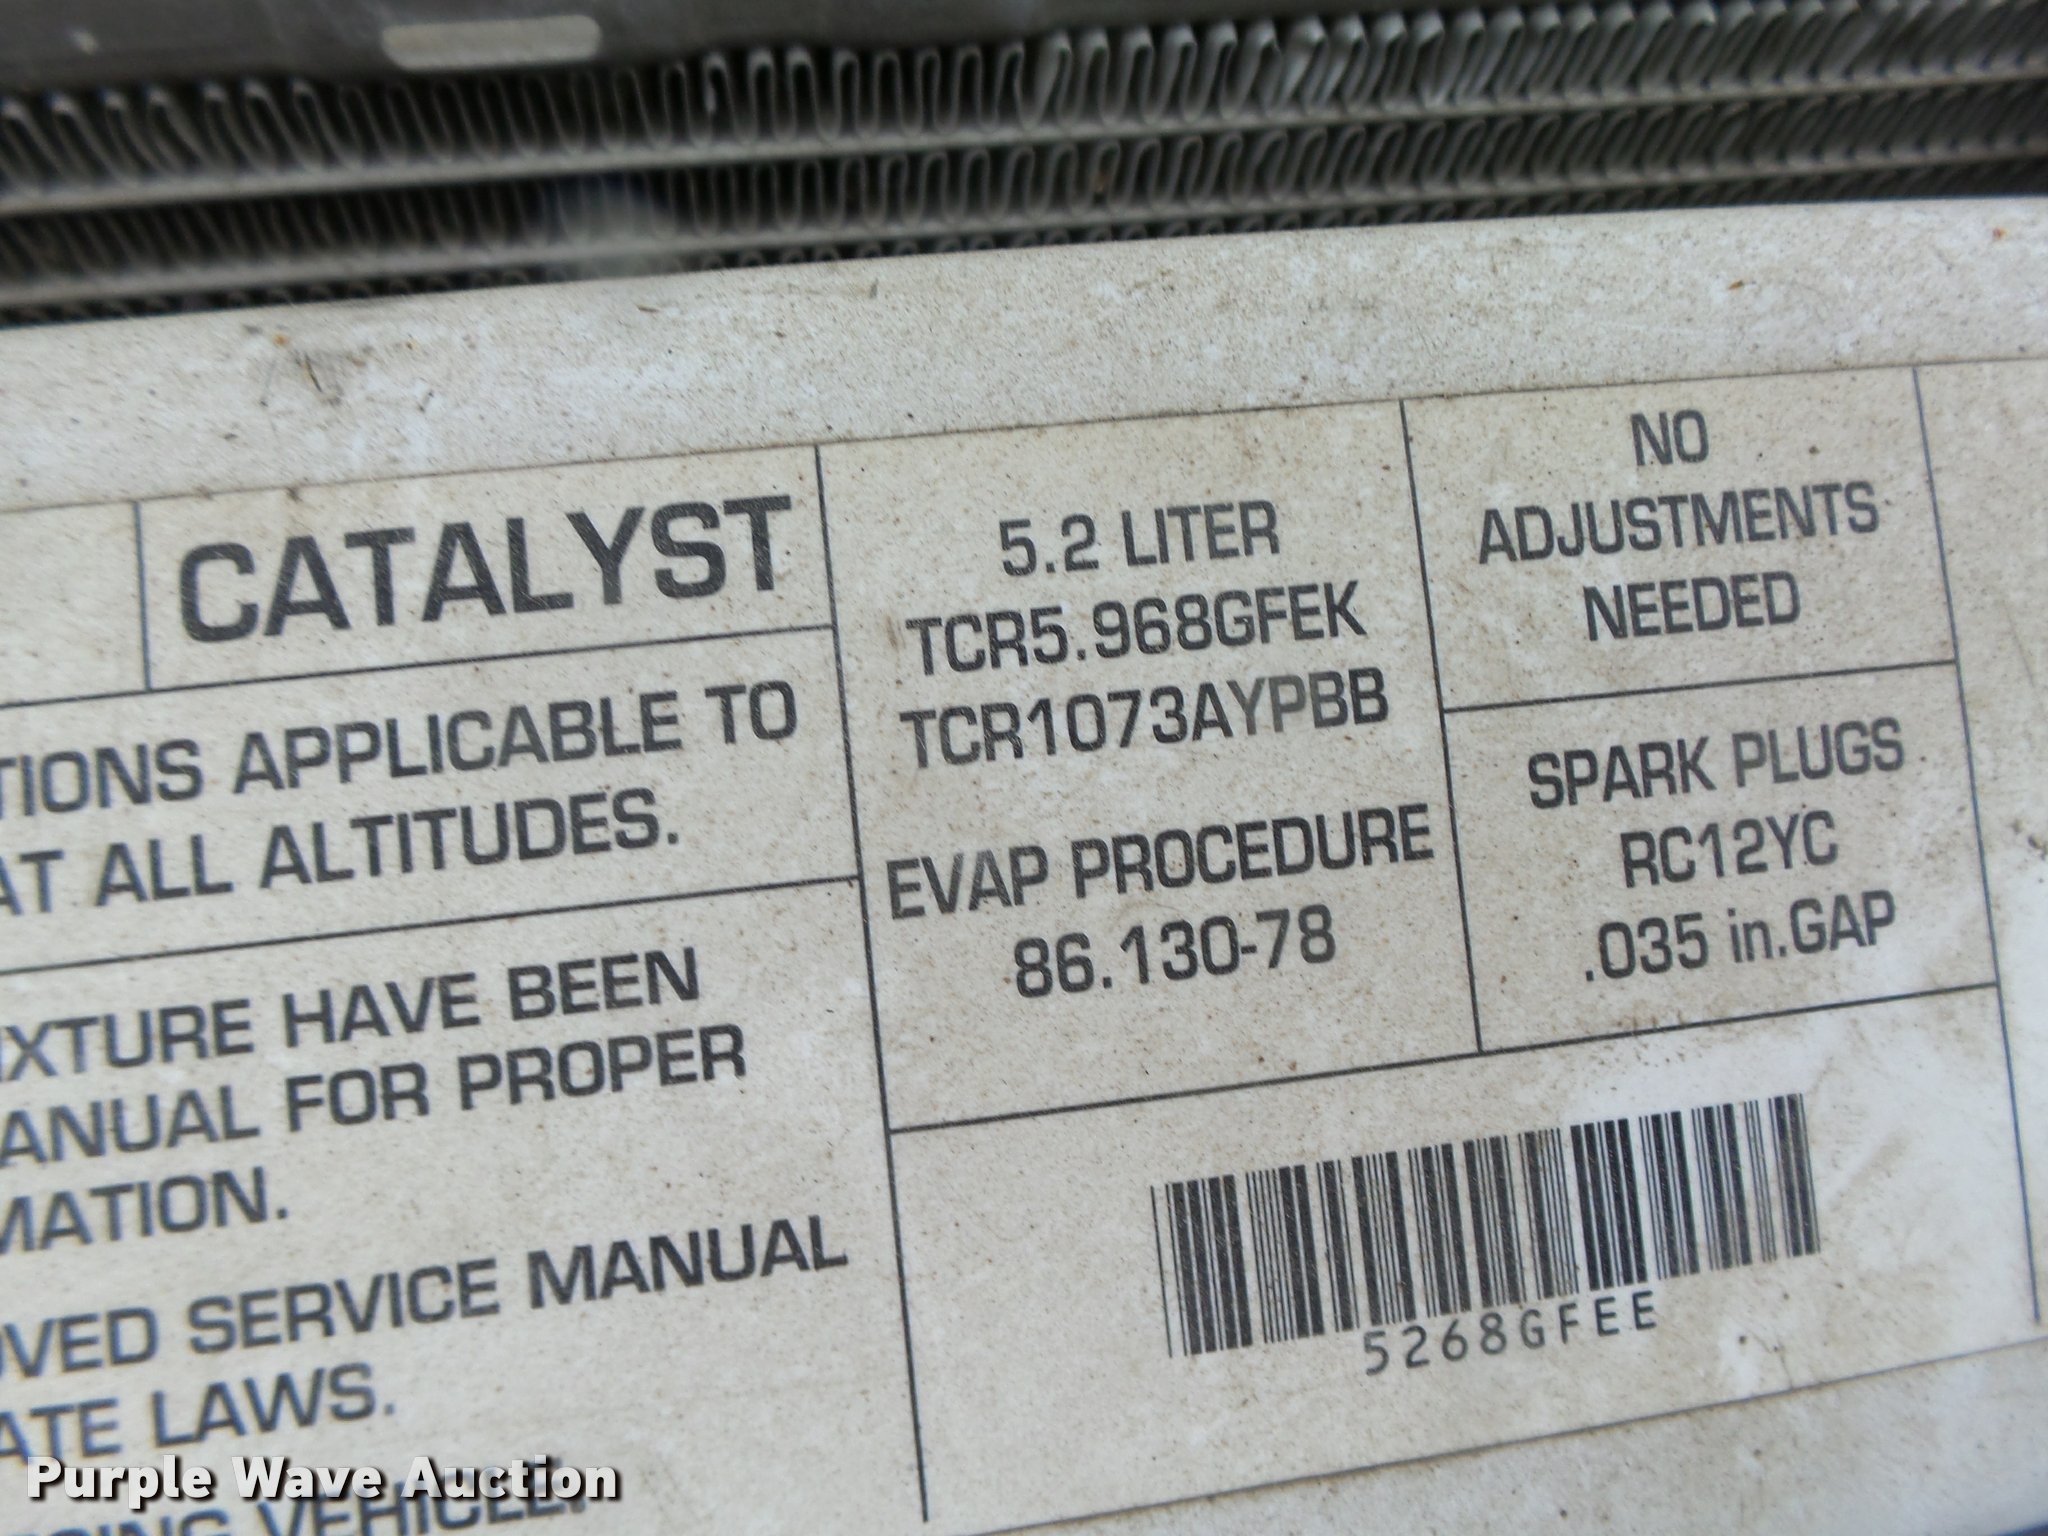 CATALYST
TIONS APPLICABLE TO
AT ALL ALTITUDES.
IXTURE HAVE BEEN
ANUAL FOR PROPER
MATION.
OVED SERVICE MANUAL
ATE LAWS.
VEHICLE.
5.2 LITER
TCR5.968GFEK
TCR1073AYPBB
EVAP PROCEDURE
86.130-78
NO
ADJUSTMENTS
NEEDED
SPARK PLUGS
RC12YC
.035 in.GAP
5268GFEE
Purple Wave Auction